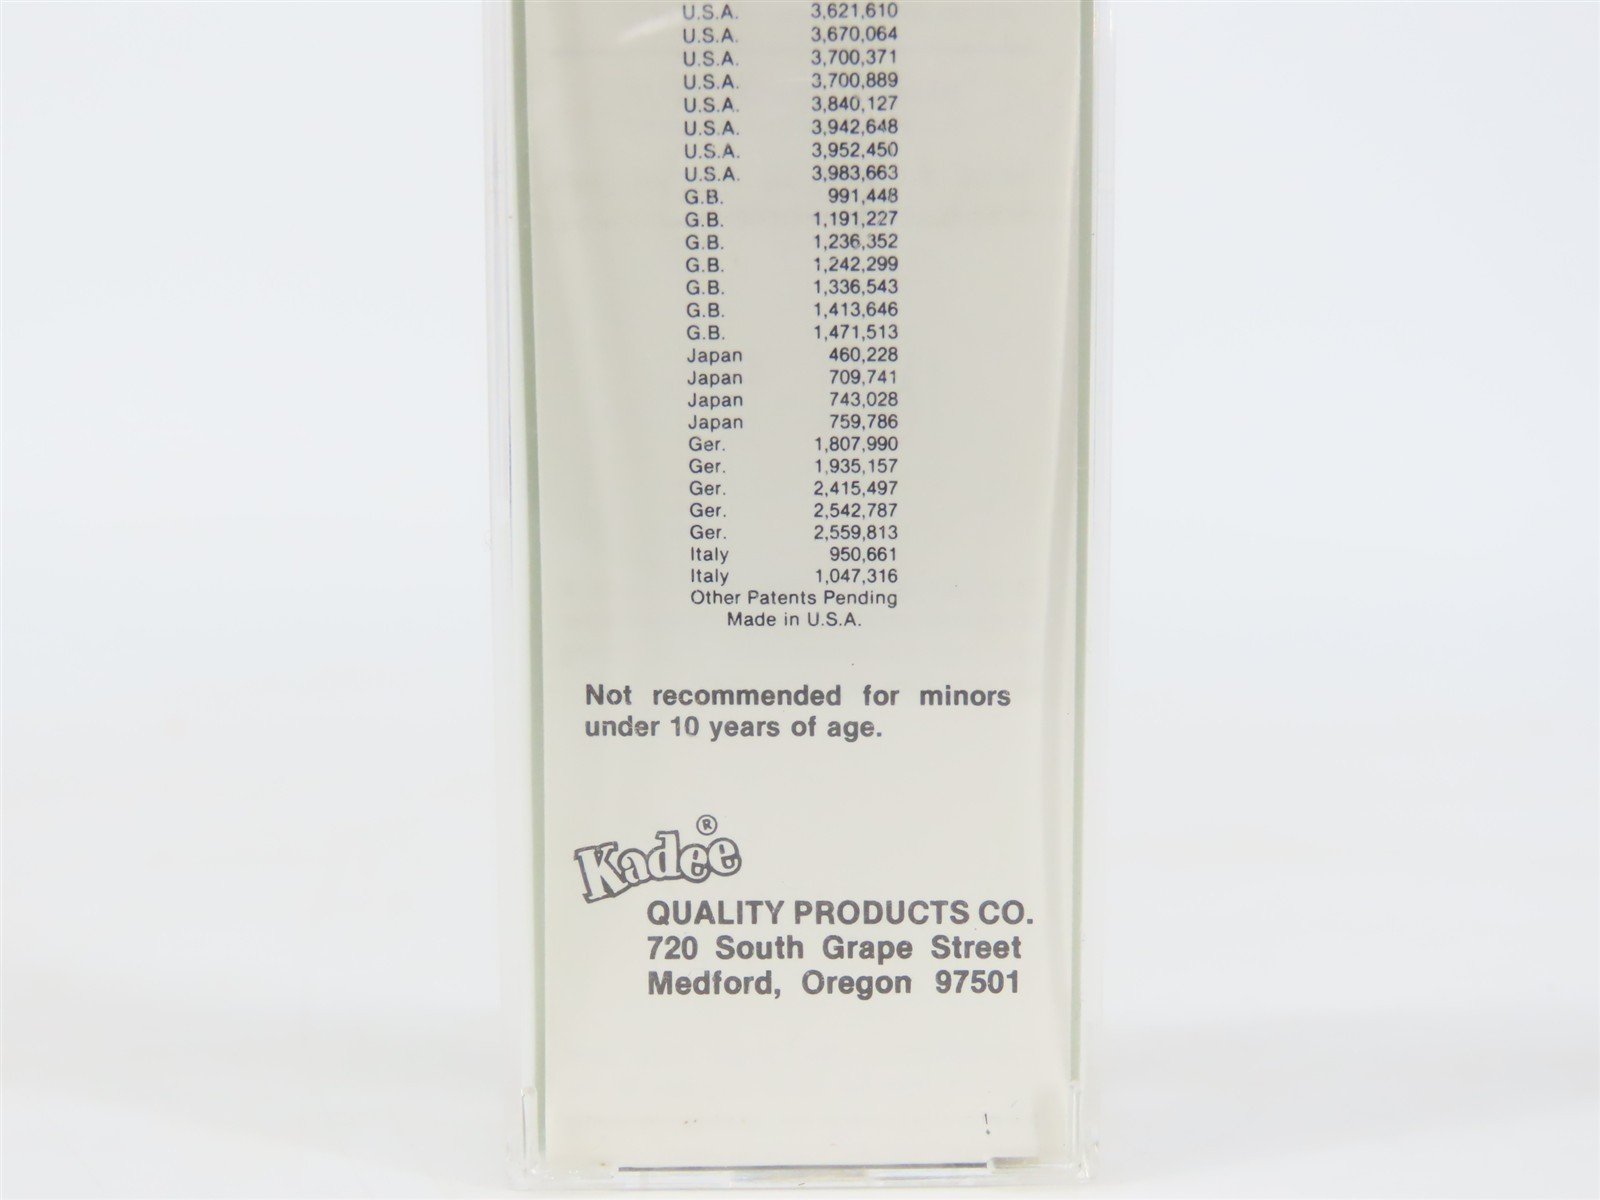 U.S.A. 3,621,610
U.S.A. 3,670,064
U.S.A. 3,700,371
U.S.A. 3,700,889
U.S.A. 3,840,127
U.S.A. 3,942,648
U.S.A. 3,952,450
U.S.A. 3,983,663
G.B. 991,448
G.B. 1,191,227
G.B. 1,236,352
G.B. 1,242,299
G.B. 1,336,543
G.B. 1,413,646
G.B. 1,471,513
Japan 460,228
Japan 709,741
Japan 743,028
Japan 759,786
Ger. 1,807,990
Ger. 1,935,157
Ger. 2,415,497
Ger. 2,542,787
Ger. 2,559,813
Italy 950,661
Italy 1,047,316
Other Patents Pending
Made in U.S.A.
Not recommended for minors
under 10 years of age.
Kadee®
QUALITY PRODUCTS CO.
720 South Grape Street
Medford, Oregon 97501